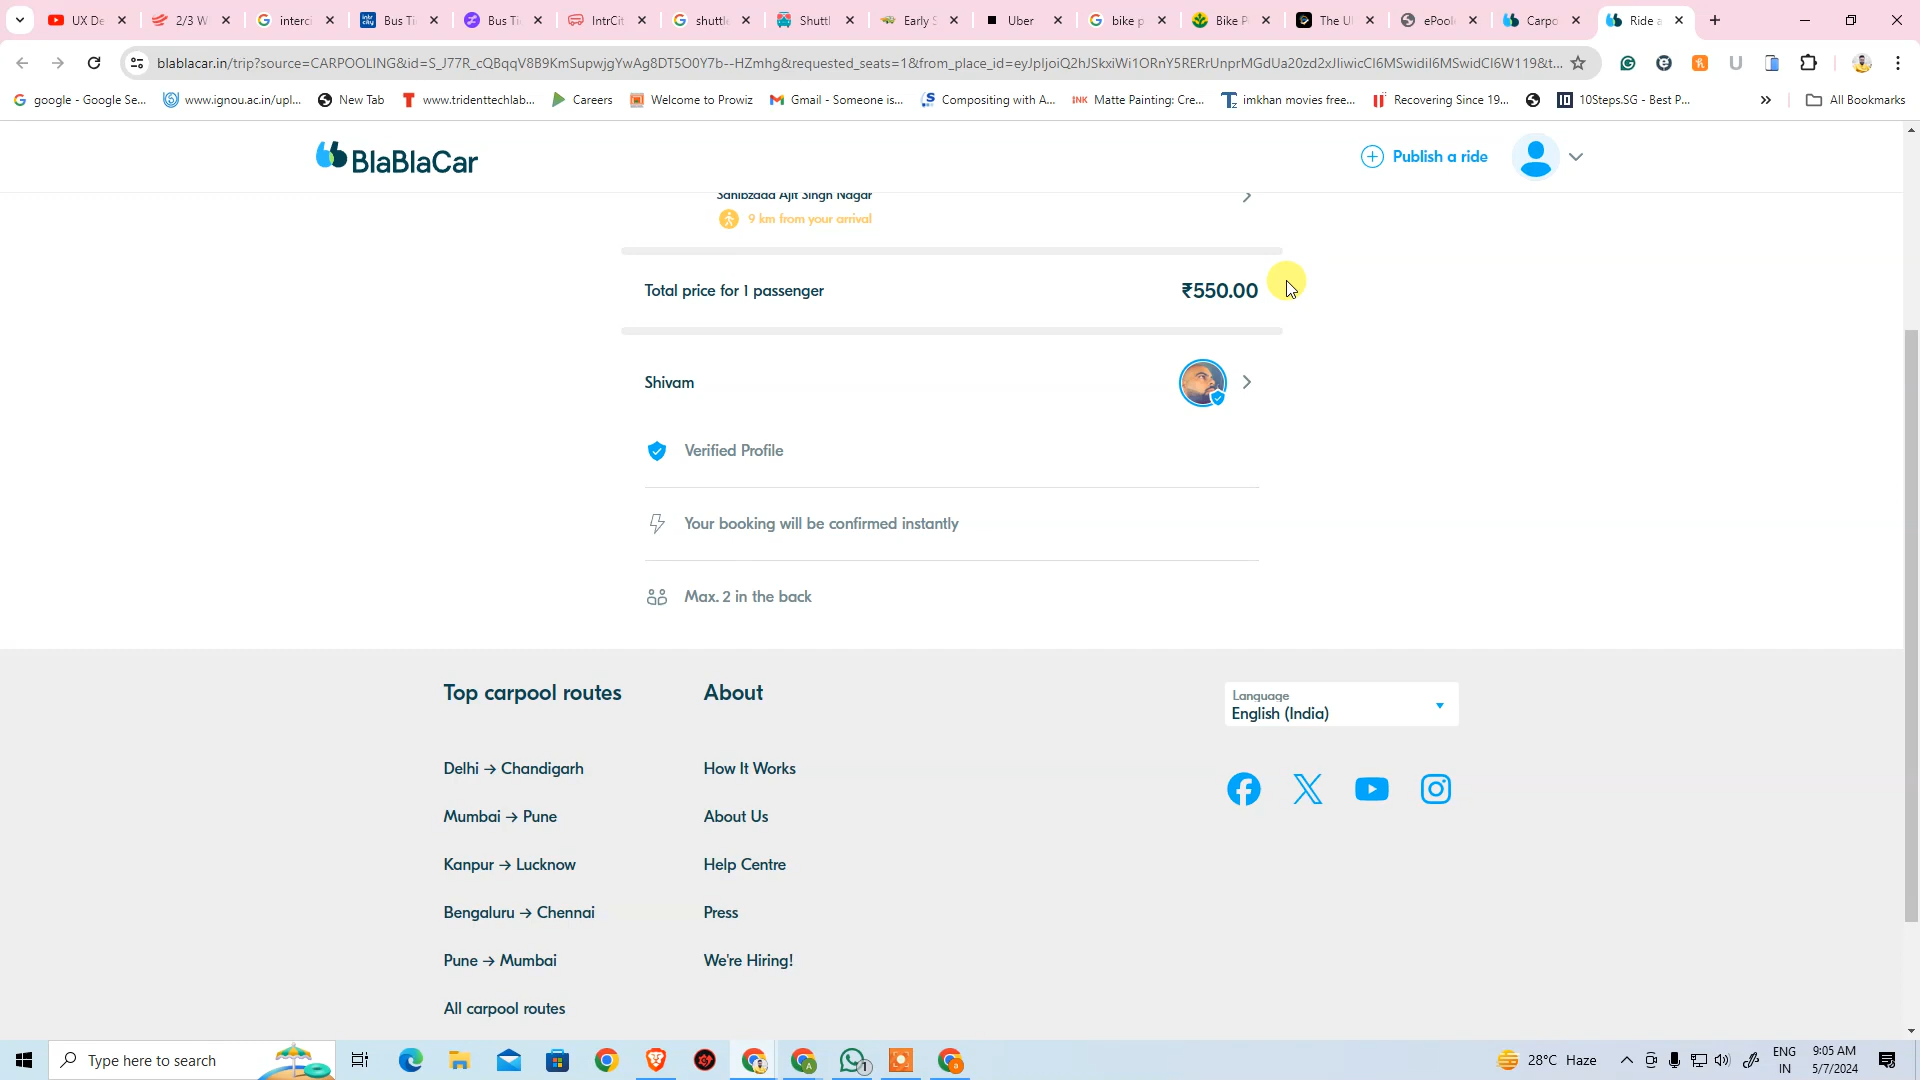 UX De
2/3 W
interci
Bus Ti
Bus Ti
IntrCit
shuttle
Shuttl
Early S
Uber
bike p
Bike P
The Ul
ePool
Carpo
Ride a
blablacar.in/trip?source=CARPOOLING&id=S_J77R_cQBqqV8B9KmSupwjgYwAg8DT5O0Y7b--HZmhg&requested_seats=1&from_place_id=eyJpIjoiQ2hJSkxiWi1ORnY5RERrUnprMGdUa20zd2xJIiwicCI6MSwidiI6MSwidCI6W119&t...
google - Google Se...
www.ignou.ac.in/upl...
New Tab
www.tridenttechlab...
Careers
Welcome to Prowiz
Gmail - Someone is...
Compositing with A...
INK Matte Painting: Cre...
imkhan movies free...
Recovering Since 19...
10Steps.SG - Best P...
»
All Bookmarks
BlaBlaCar
Publish a ride
Sahibzada Ajit Singh Nagar
9 km from your arrival
Total price for 1 passenger
₹550.00
Shivam
Verified Profile
Your booking will be confirmed instantly
Max. 2 in the back
Top carpool routes
Delhi → Chandigarh
Mumbai → Pune
Kanpur → Lucknow
Bengaluru → Chennai
Pune → Mumbai
All carpool routes
About
How It Works
About Us
Help Centre
Press
We're Hiring!
Language
English (India)
Type here to search
1
28°C Haze
ENG
IN
9:05 AM
5/7/2024